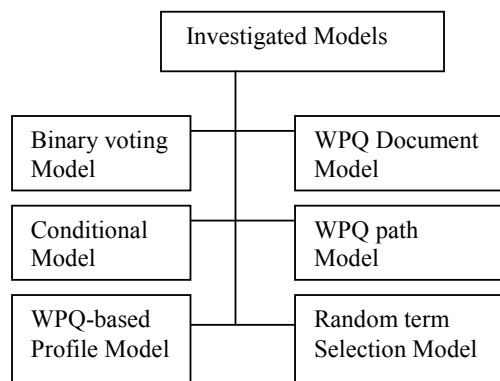 Investigated Models
Binary voting
Model
WPQ Document
Model
Conditional
Model
WPQ path
Model
WPQ-based
Profile Model
Random term
Selection Model